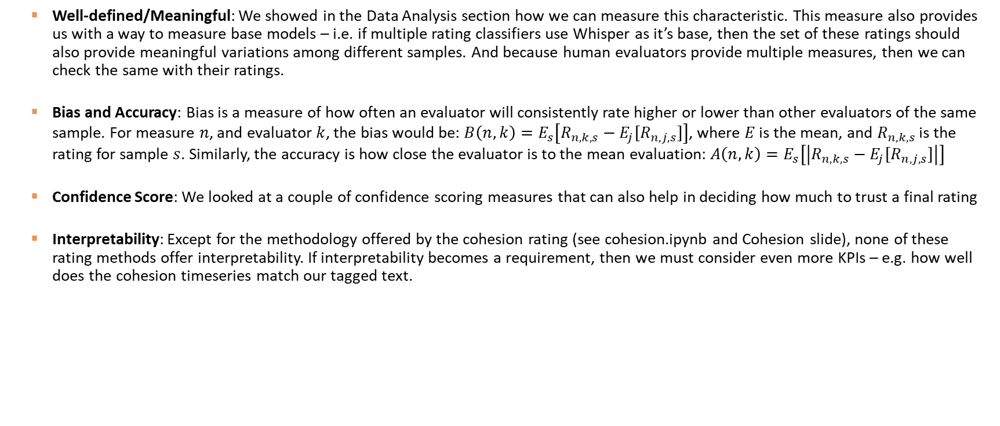 ▪ Well-defined/Meaningful: We showed in the Data Analysis section how we can measure this characteristic. This measure also provides
us with a way to measure base models – i.e. if multiple rating classifiers use Whisper as it's base, then the set of these ratings should
also provide meaningful variations among different samples. And because human evaluators provide multiple measures, then we can
check the same with their ratings.
▪ Bias and Accuracy: Bias is a measure of how often an evaluator will consistently rate higher or lower than other evaluators of the same
sample. For measure n, and evaluator k, the bias would be: B(n, k) = E_s[R_{n,k,s} − E_j[R_{n,j,s}]], where E is the mean, and R_{n,k,s} is the
rating for sample s. Similarly, the accuracy is how close the evaluator is to the mean evaluation: A(n, k) = E_s[|R_{n,k,s} − E_j[R_{n,j,s}]|]
▪ Confidence Score: We looked at a couple of confidence scoring measures that can also help in deciding how much to trust a final rating
▪ Interpretability: Except for the methodology offered by the cohesion rating (see cohesion.ipynb and Cohesion slide), none of these
rating methods offer interpretability. If interpretability becomes a requirement, then we must consider even more KPIs – e.g. how well
does the cohesion timeseries match our tagged text.